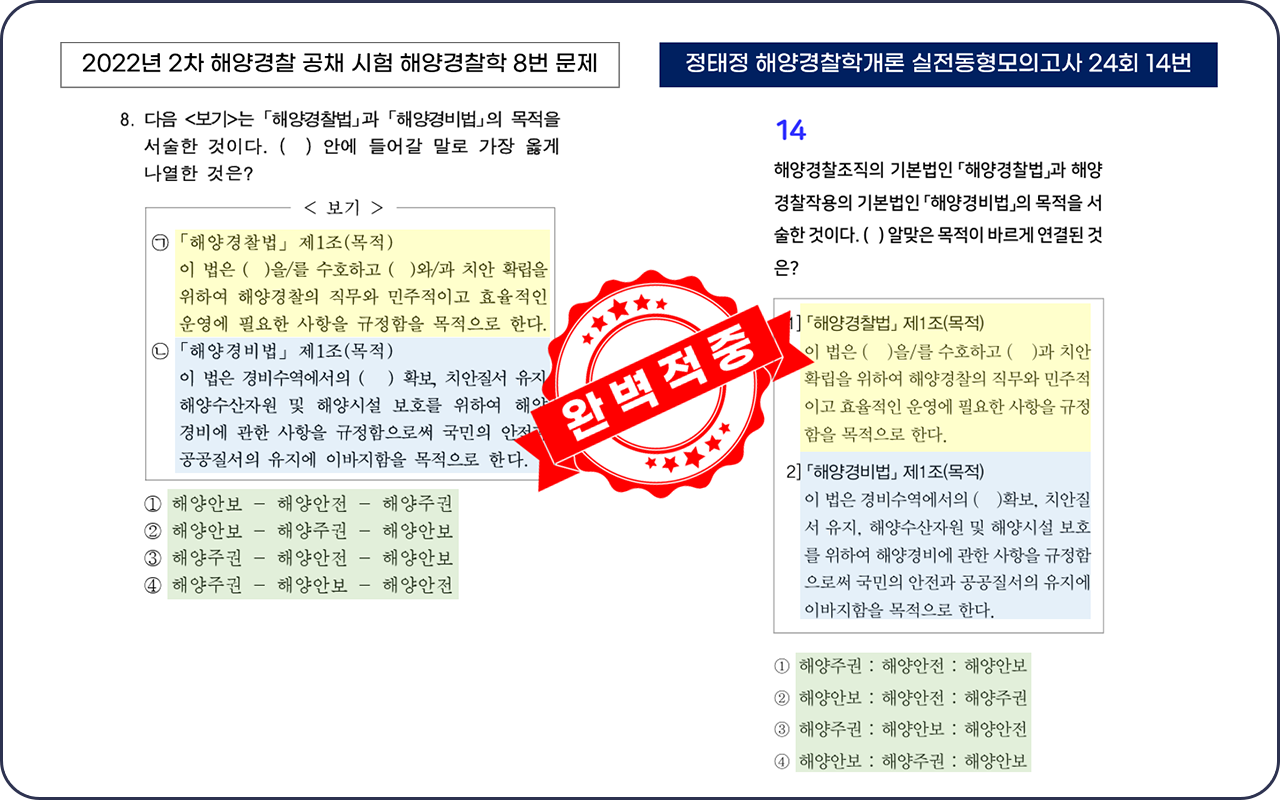 2022년 2차 해양경찰 공채 시험 해양경찰학 8번 문제
8. 다음 <보기>는 「해양경찰법」과 「해양경비법」의 목적을
서술한 것이다. ( ) 안에 들어갈 말로 가장 옳게
나열한 것은?
< 보기 >
㉠ 「해양경찰법」 제1조(목적)
이 법은 ( )을/를 수호하고 ( )와/과 치안 확립을
위하여 해양경찰의 직무와 민주적이고 효율적인
운영에 필요한 사항을 규정함을 목적으로 한다.
㉡ 「해양경비법」 제1조(목적)
이 법은 경비수역에서의 ( ) 확보, 치안질서 유지
해양수산자원 및 해양시설 보호를 위하여 해양
경비에 관한 사항을 규정함으로써 국민의 안전과
공공질서의 유지에 이바지함을 목적으로 한다.
① 해양안보 - 해양안전 - 해양주권
② 해양안보 - 해양주권 - 해양안보
③ 해양주권 - 해양안전 - 해양안보
④ 해양주권 - 해양안보 - 해양안전
완벽적중
정태정 해양경찰학개론 실전동형모의고사 24회 14번
14
해양경찰조직의 기본법인「해양경찰법」과 해양
경찰작용의 기본법인「해양경비법」의 목적을 서
술한 것이다. ( ) 알맞은 목적이 바르게 연결된 것
은?
1]「해양경찰법」 제1조(목적)
이 법은 ( )을/를 수호하고 ( )과 치안
확립을 위하여 해양경찰의 직무와 민주적
이고 효율적인 운영에 필요한 사항을 규정
함을 목적으로 한다.
2]「해양경비법」 제1조(목적)
이 법은 경비수역에서의 ( )확보, 치안질
서 유지, 해양수산자원 및 해양시설 보호
를 위하여 해양경비에 관한 사항을 규정함
으로써 국민의 안전과 공공질서의 유지에
이바지함을 목적으로 한다.
① 해양주권 : 해양안전 : 해양안보
② 해양안보 : 해양안전 : 해양주권
③ 해양주권 : 해양안보 : 해양안전
④ 해양안보 : 해양주권 : 해양안보